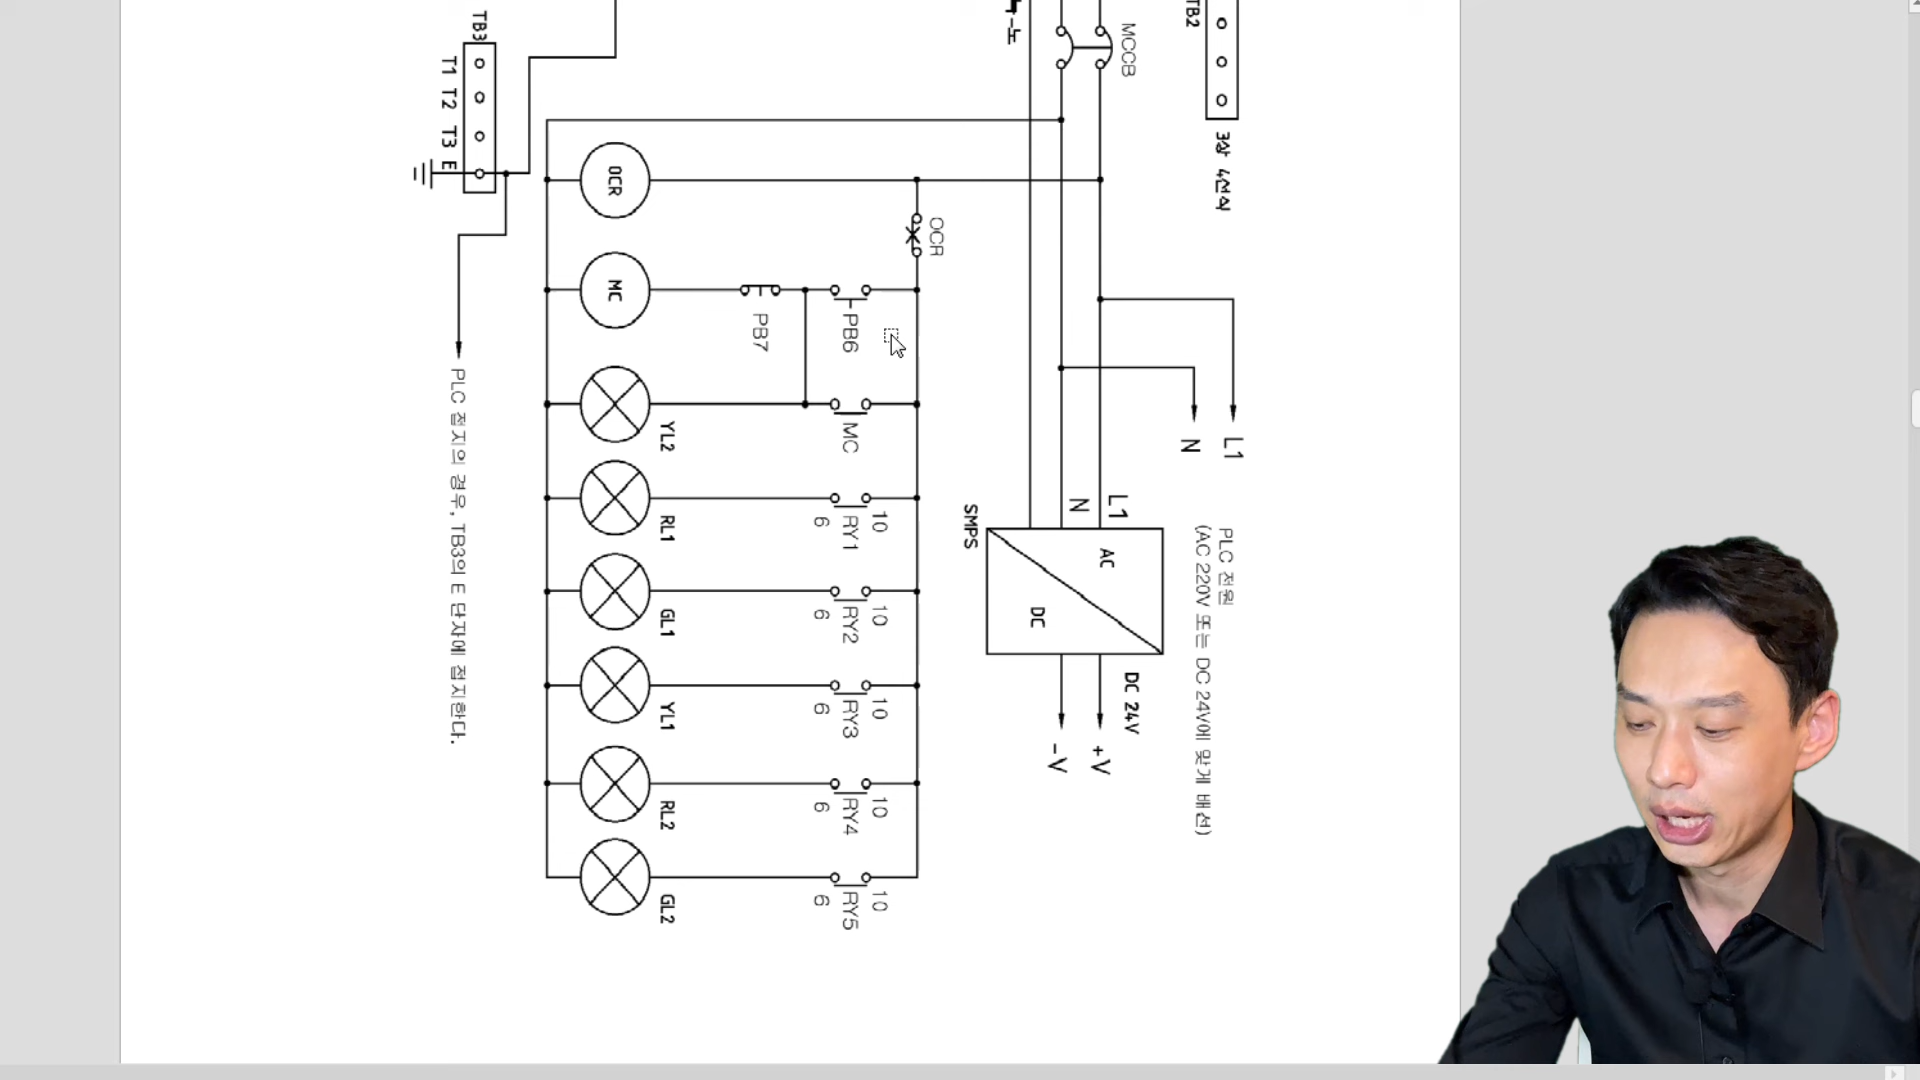 TB3
T1
T2
T3
E
MCCB
TB2
3상 4선식
OCR
OCR
MC
PB7
PB6
YL2
MC
RL1
10
RY1
6
GL1
10
RY2
6
YL1
10
RY3
6
RL2
10
RY4
6
GL2
10
RY5
6
PLC 접지의 경우, TB3의 E 단자에 접지한다.
N
L1
N
L1
SMPS
AC
DC
DC 24V
-V
+V
PLC 전원
(AC 220V 또는 DC 24V에 맞게 배선)